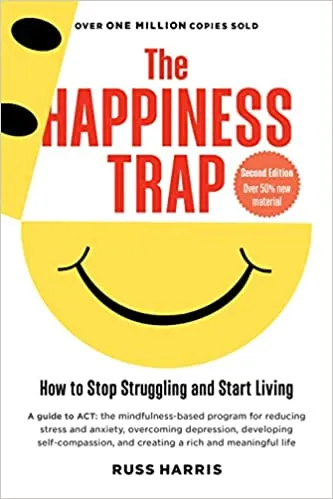 OVER ONE MILLION COPIES SOLD
The
HAPPINESS
TRAP
Second Edition
Over 50% new
material
How to Stop Struggling and Start Living
A guide to ACT: the mindfulness-based program for reducing
stress and anxiety, overcoming depression, developing
self-compassion, and creating a rich and meaningful life
RUSS HARRIS